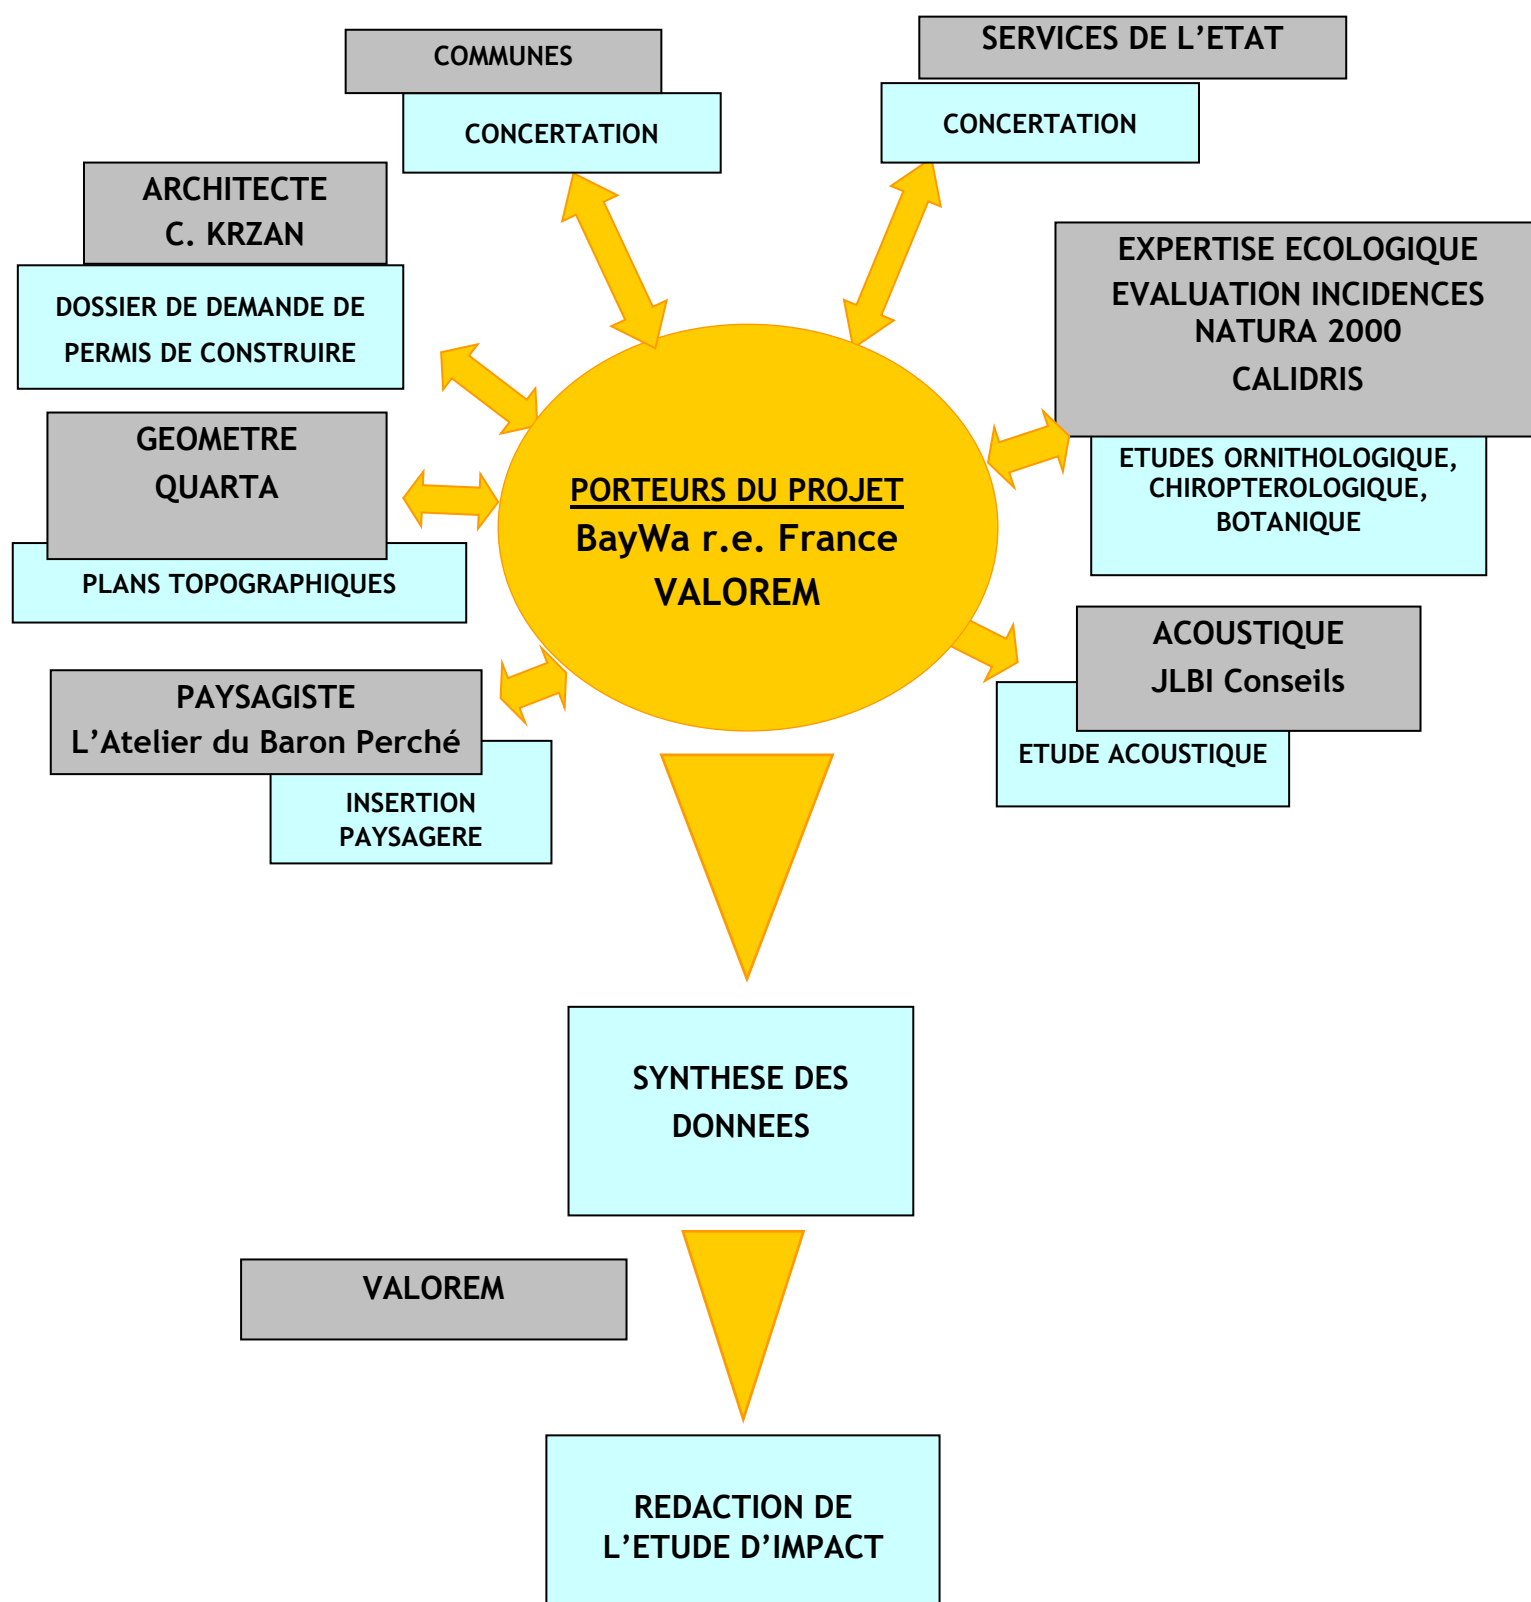 COMMUNES
CONCERTATION
SERVICES DE L’ETAT
CONCERTATION
ARCHITECTE
C. KRZAN
DOSSIER DE DEMANDE DE
PERMIS DE CONSTRUIRE
EXPERTISE ECOLOGIQUE
EVALUATION INCIDENCES
NATURA 2000
CALIDRIS
ETUDES ORNITHOLOGIQUE,
CHIROPTEROLOGIQUE,
BOTANIQUE
GEOMETRE
QUARTA
PLANS TOPOGRAPHIQUES
PORTEURS DU PROJET
BayWa r.e. France
VALOREM
ACOUSTIQUE
JLBI Conseils
ETUDE ACOUSTIQUE
PAYSAGISTE
L’Atelier du Baron Perché
INSERTION
PAYSAGERE
SYNTHESE DES
DONNEES
VALOREM
REDACTION DE
L’ETUDE D’IMPACT